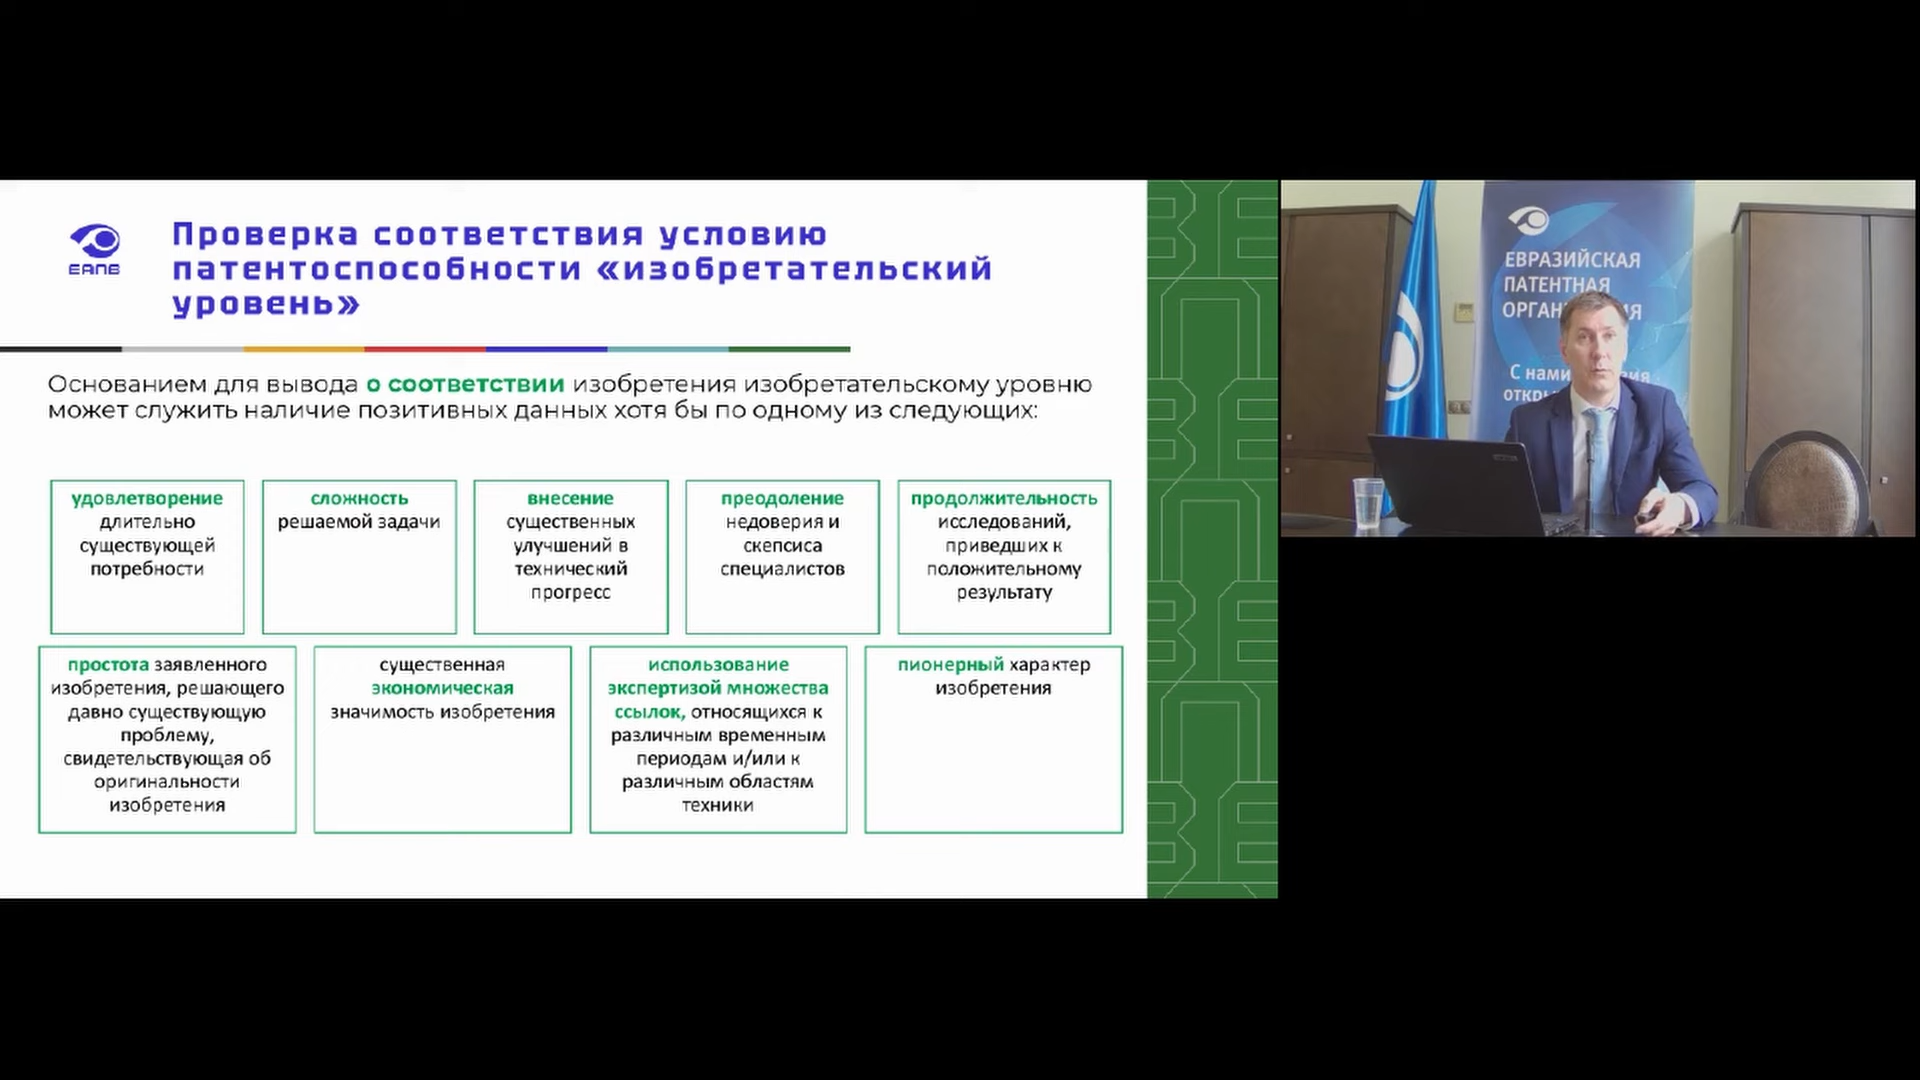 ЕАПВ
Проверка соответствия условию
патентоспособности «изобретательский
уровень»
Основанием для вывода о соответствии изобретения изобретательскому уровню
может служить наличие позитивных данных хотя бы по одному из следующих:
удовлетворение
длительно
существующей
потребности
сложность
решаемой задачи
внесение
существенных
улучшений в
технический
прогресс
преодоление
недоверия и
скепсиса
специалистов
продолжительность
исследований,
приведших к
положительному
результату
простота заявленного
изобретения, решающего
давно существующую
проблему,
свидетельствующая об
оригинальности
изобретения
существенная
экономическая
значимость изобретения
использование
экспертизой множества
ссылок, относящихся к
различным временным
периодам и/или к
различным областям
техники
пионерный характер
изобретения
ЕВРАЗИЙСКАЯ
ПАТЕНТНАЯ
С нами